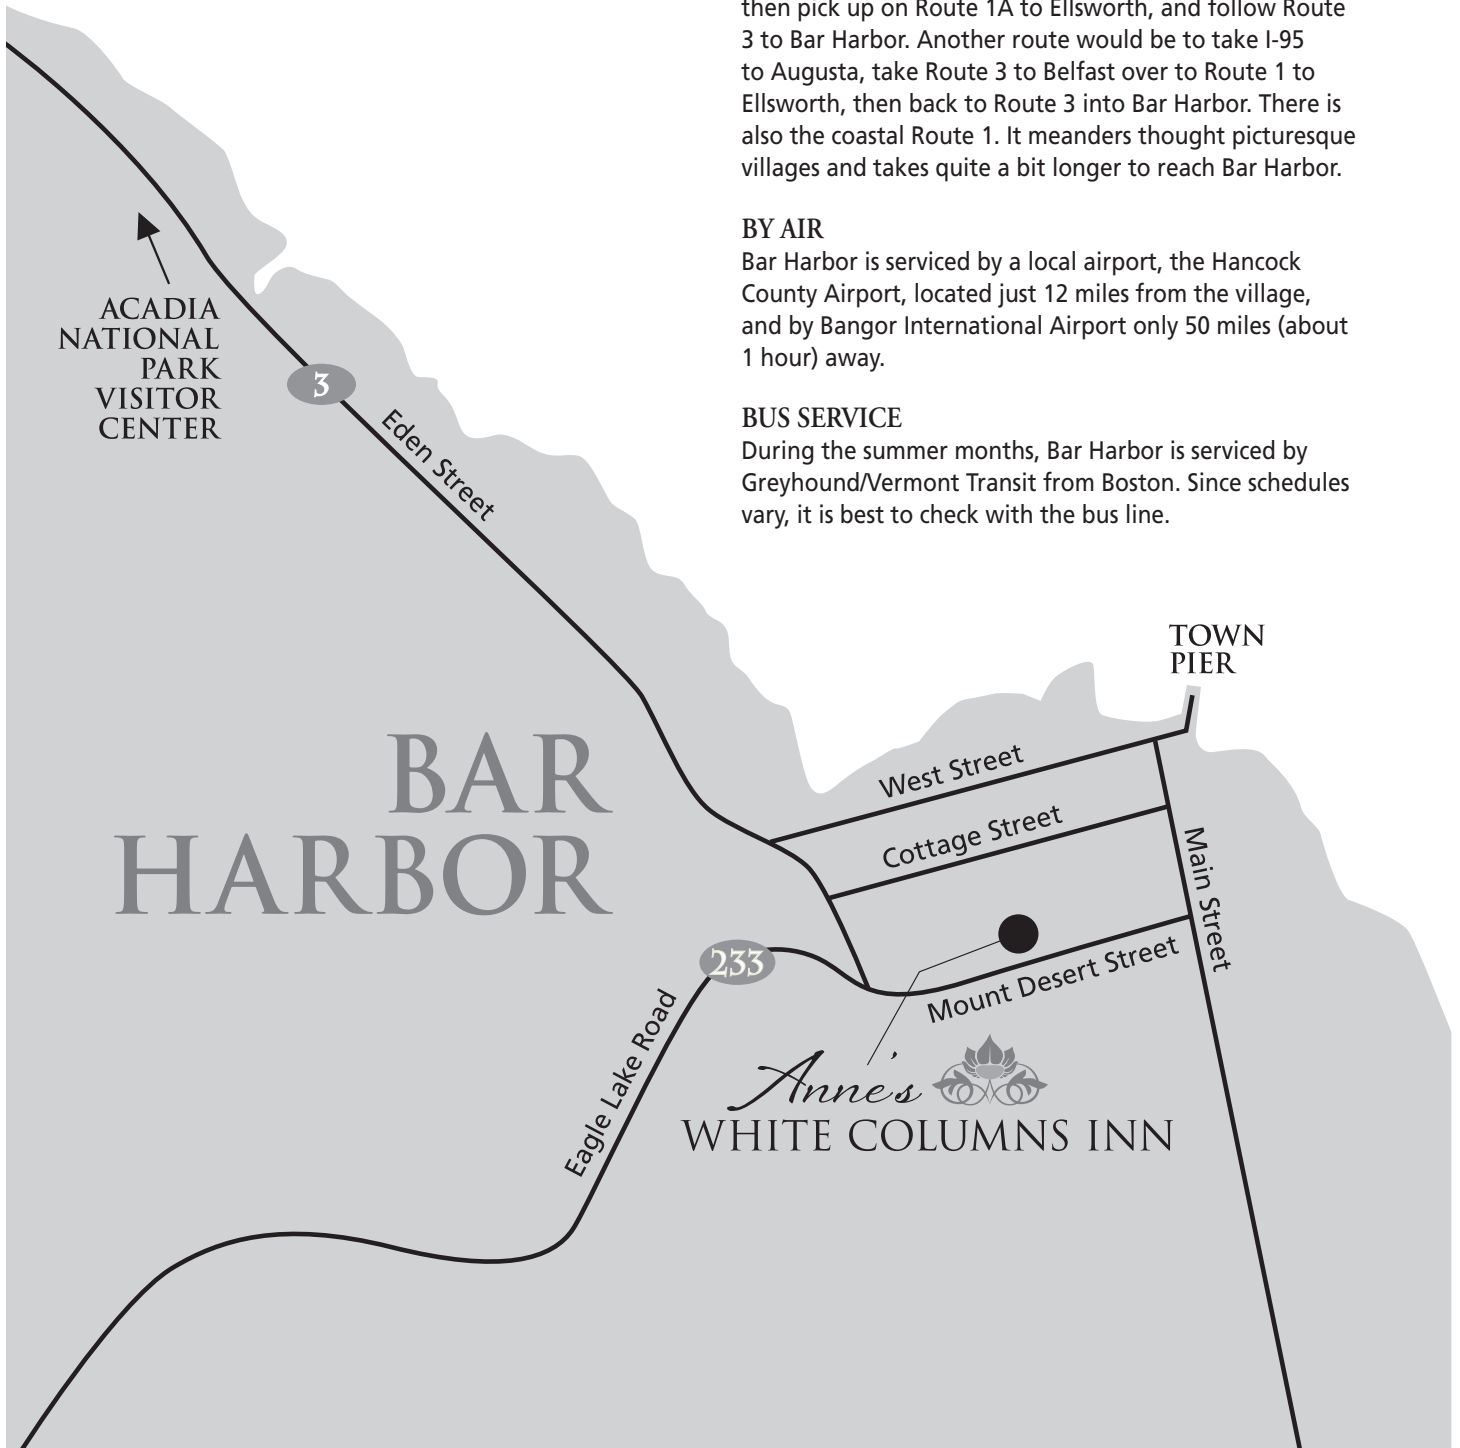 then pick up on Route 1A to Ellsworth, and follow Route
3 to Bar Harbor. Another route would be to take I-95
to Augusta, take Route 3 to Belfast over to Route 1 to
Ellsworth, then back to Route 3 into Bar Harbor. There is
also the coastal Route 1. It meanders thought picturesque
villages and takes quite a bit longer to reach Bar Harbor.
BY AIR
Bar Harbor is serviced by a local airport, the Hancock
County Airport, located just 12 miles from the village,
and by Bangor International Airport only 50 miles (about
1 hour) away.
BUS SERVICE
During the summer months, Bar Harbor is serviced by
Greyhound/Vermont Transit from Boston. Since schedules
vary, it is best to check with the bus line.
ACADIA
NATIONAL
PARK
VISITOR
CENTER
3
Eden Street
TOWN
PIER
BAR
HARBOR
West Street
Cottage Street
Main Street
Mount Desert Street
233
Eagle Lake Road
Anne's
WHITE COLUMNS INN